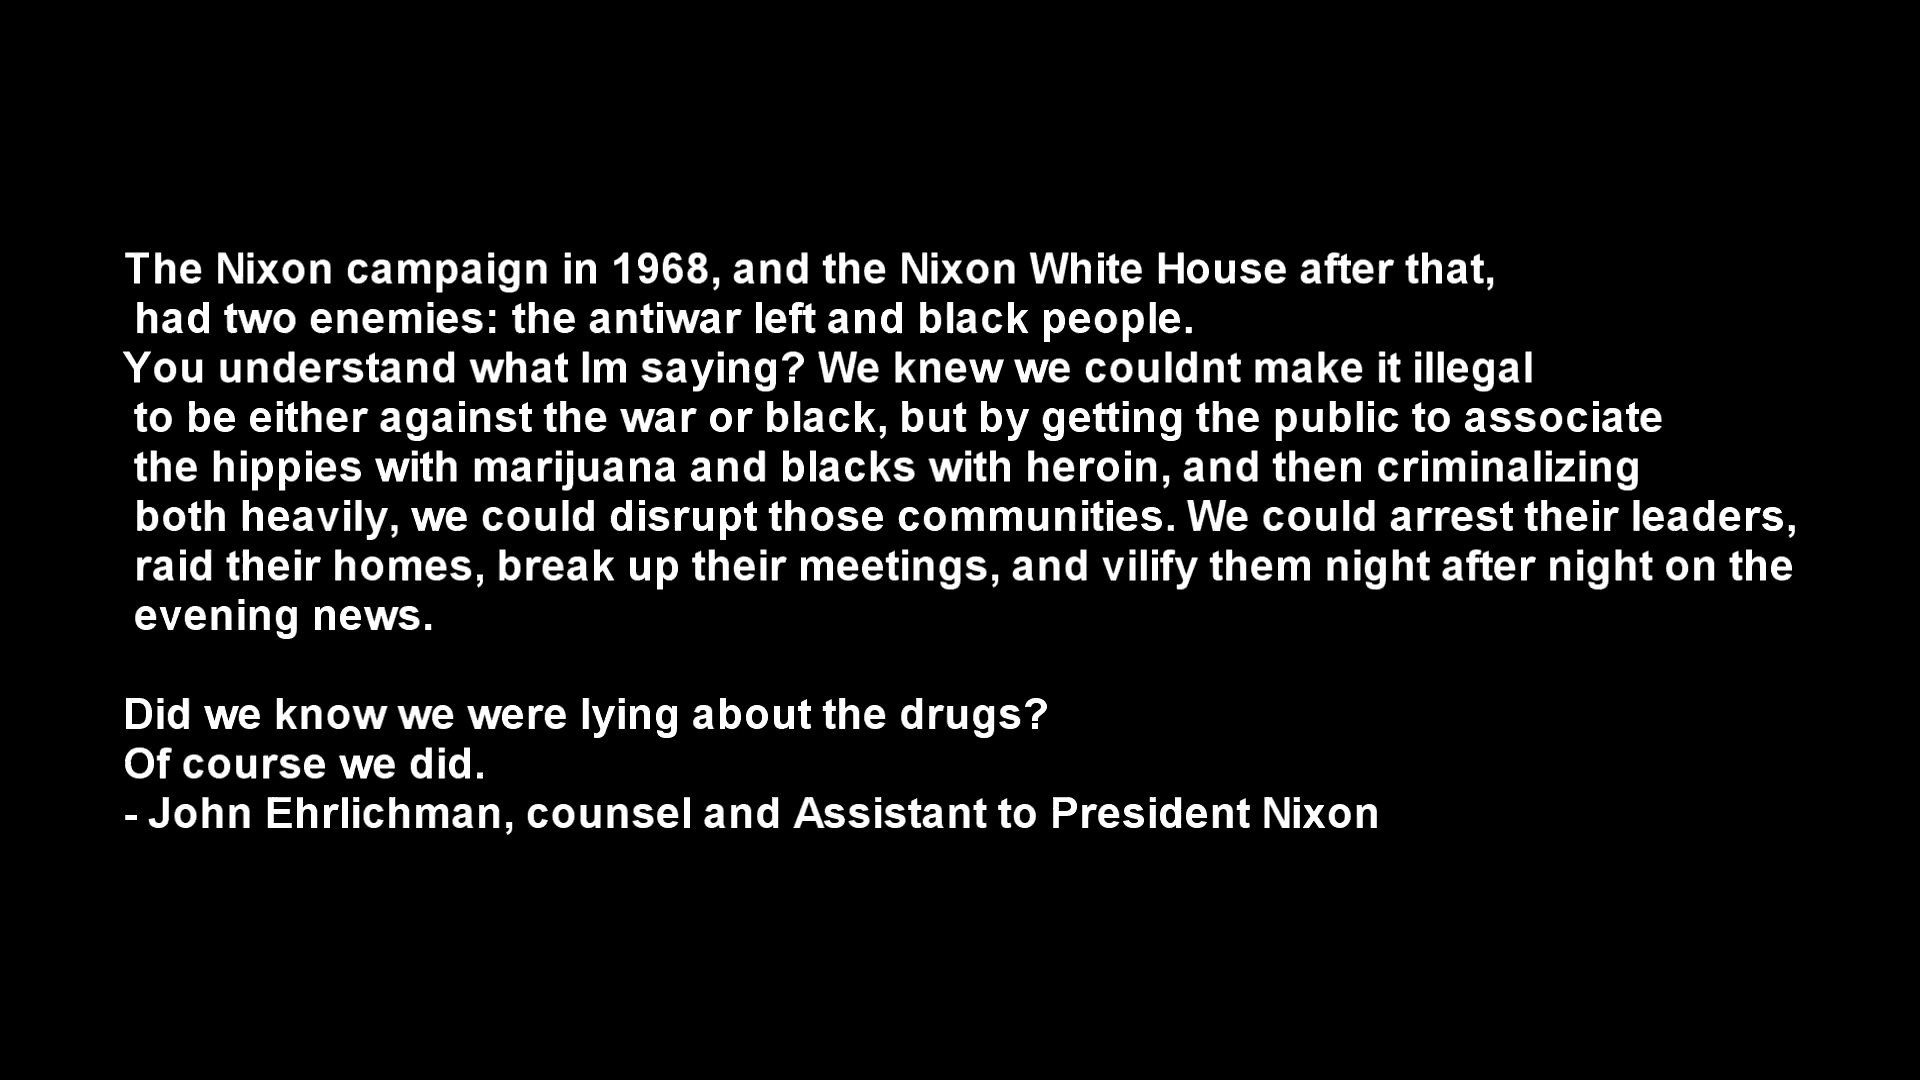 The Nixon campaign in 1968, and the Nixon White House after that,
had two enemies: the antiwar left and black people.
You understand what Im saying? We knew we couldnt make it illegal
to be either against the war or black, but by getting the public to associate
the hippies with marijuana and blacks with heroin, and then criminalizing
both heavily, we could disrupt those communities. We could arrest their leaders,
raid their homes, break up their meetings, and vilify them night after night on the
evening news.
Did we know we were lying about the drugs?
Of course we did.
- John Ehrlichman, counsel and Assistant to President Nixon